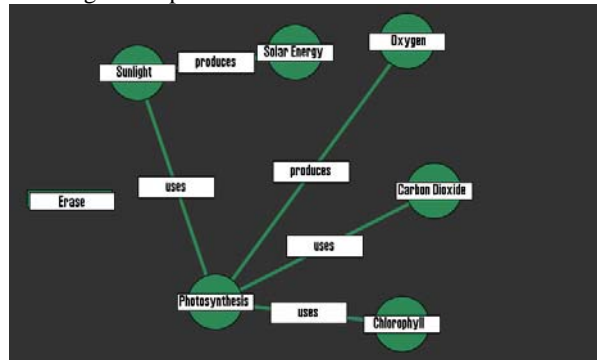 Solar Energy
Oxygen
Sunlight
produces
produces
uses
Carbon Dioxide
Erase
uses
Photosynthesis
uses
Chlorophyll